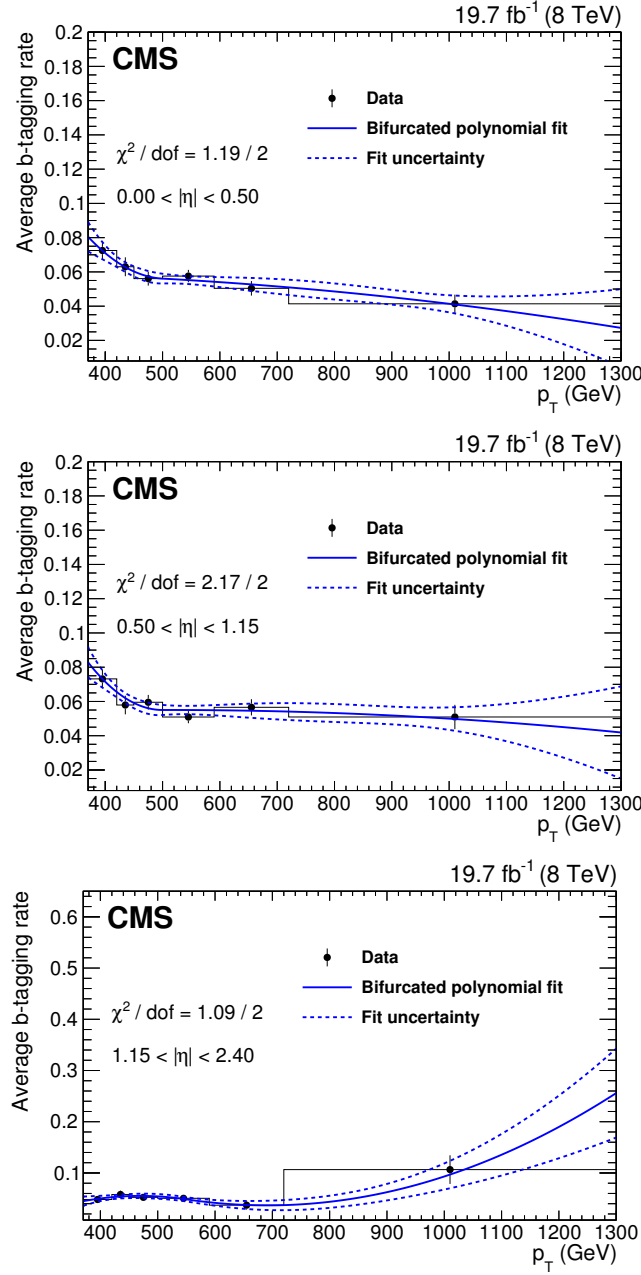 19.7 fb⁻¹ (8 TeV)
CMS
Data
Bifurcated polynomial fit
Fit uncertainty
χ² / dof = 1.19 / 2
0.00 < |η| < 0.50
Average b-tagging rate
0.2
0.18
0.16
0.14
0.12
0.1
0.08
0.06
0.04
0.02
400 500 600 700 800 900 1000 1100 1200 1300
p_T (GeV)
19.7 fb⁻¹ (8 TeV)
CMS
Data
Bifurcated polynomial fit
Fit uncertainty
χ² / dof = 2.17 / 2
0.50 < |η| < 1.15
Average b-tagging rate
0.2
0.18
0.16
0.14
0.12
0.1
0.08
0.06
0.04
0.02
400 500 600 700 800 900 1000 1100 1200 1300
p_T (GeV)
19.7 fb⁻¹ (8 TeV)
CMS
Data
Bifurcated polynomial fit
Fit uncertainty
χ² / dof = 1.09 / 2
1.15 < |η| < 2.40
Average b-tagging rate
0.6
0.5
0.4
0.3
0.2
0.1
400 500 600 700 800 900 1000 1100 1200 1300
p_T (GeV)